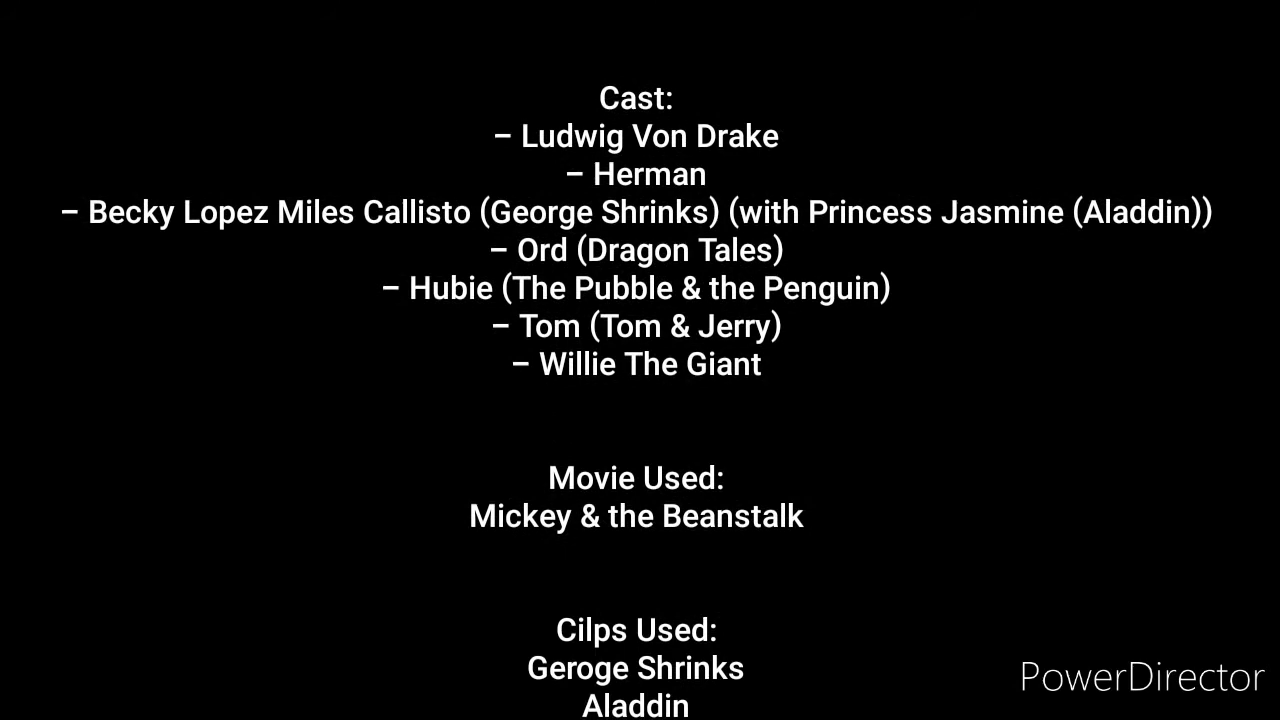 Cast:
– Ludwig Von Drake
– Herman
– Becky Lopez Miles Callisto (George Shrinks) (with Princess Jasmine (Aladdin))
– Ord (Dragon Tales)
– Hubie (The Pubble & the Penguin)
– Tom (Tom & Jerry)
– Willie The Giant
Movie Used:
Mickey & the Beanstalk
Cilps Used:
Geroge Shrinks
Aladdin
PowerDirector